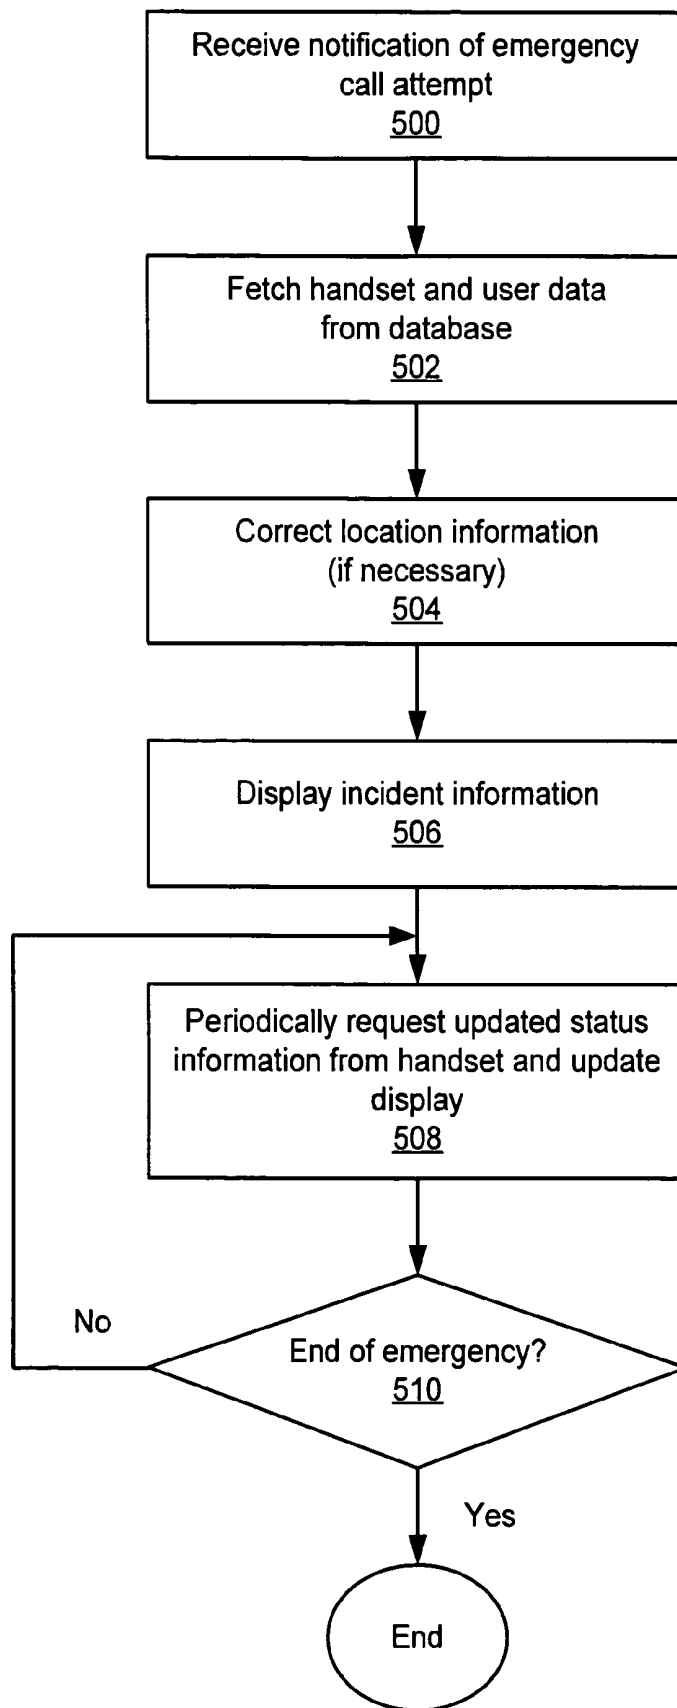 Receive notification of emergency
call attempt
500
Fetch handset and user data
from database
502
Correct location information
(if necessary)
504
Display incident information
506
Periodically request updated status
information from handset and update
display
508
End of emergency?
510
No
Yes
End